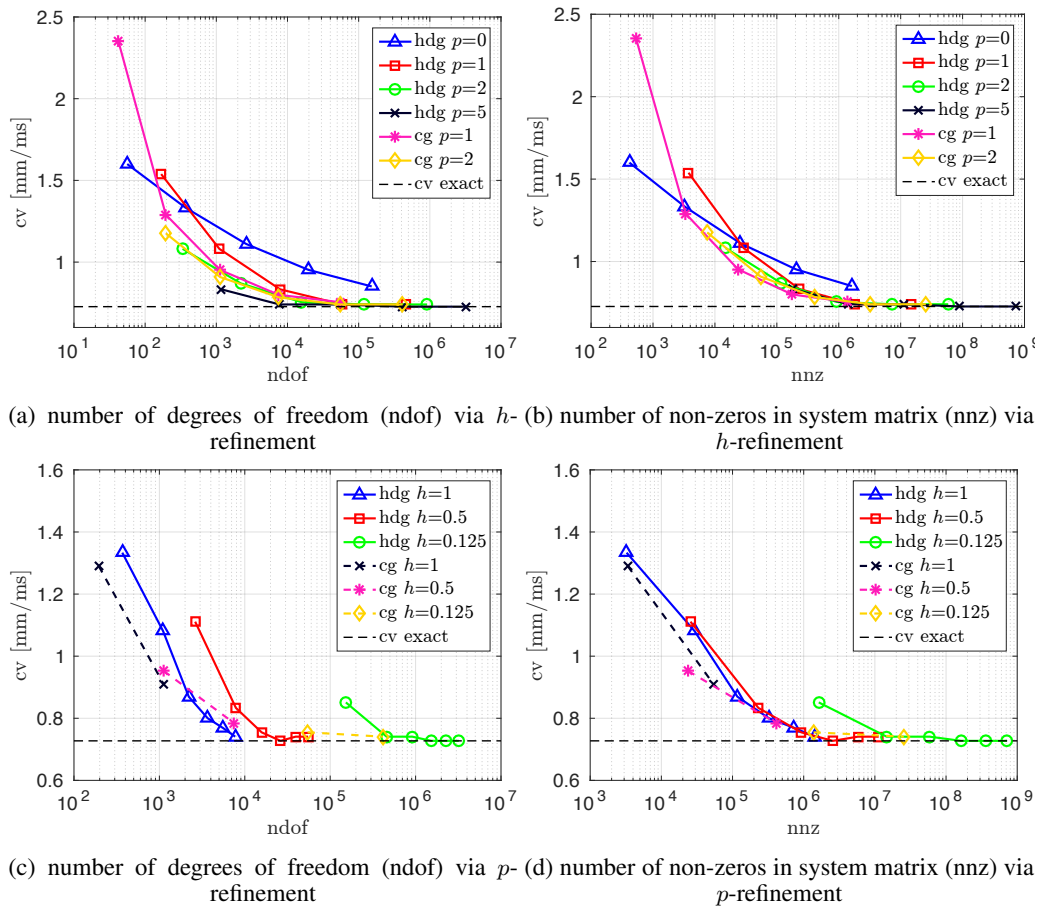 2.5
2
1.5
1
cv [mm/ms]
hdg p=0
hdg p=1
hdg p=2
hdg p=5
cg p=1
cg p=2
cv exact
10^1 10^2 10^3 10^4 10^5 10^6 10^7
ndof
2.5
2
1.5
1
cv [mm/ms]
hdg p=0
hdg p=1
hdg p=2
hdg p=5
cg p=1
cg p=2
cv exact
10^2 10^3 10^4 10^5 10^6 10^7 10^8 10^9
nnz
(a) number of degrees of freedom (ndof) via h-
refinement
(b) number of non-zeros in system matrix (nnz) via
h-refinement
1.6
1.4
1.2
1
0.8
0.6
cv [mm/ms]
hdg h=1
hdg h=0.5
hdg h=0.125
cg h=1
cg h=0.5
cg h=0.125
cv exact
10^2 10^3 10^4 10^5 10^6 10^7
ndof
1.6
1.4
1.2
1
0.8
0.6
cv [mm/ms]
hdg h=1
hdg h=0.5
hdg h=0.125
cg h=1
cg h=0.5
cg h=0.125
cv exact
10^3 10^4 10^5 10^6 10^7 10^8 10^9
nnz
(c) number of degrees of freedom (ndof) via p-
refinement
(d) number of non-zeros in system matrix (nnz) via
p-refinement